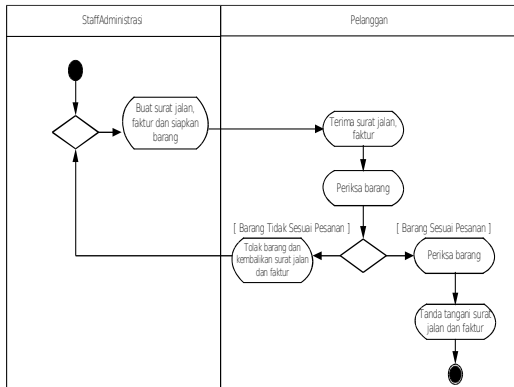 StaffAdministrasi
Pelanggan
Buat surat jalan,
faktur dan siapkan
barang
Terima surat jalan,
faktur
Periksa barang
[ Barang Tidak Sesuai Pesanan ]
[ Barang Sesuai Pesanan ]
Tolak barang dan
kembalikan surat jalan
dan faktur
Periksa barang
Tanda tangani surat
jalan dan faktur